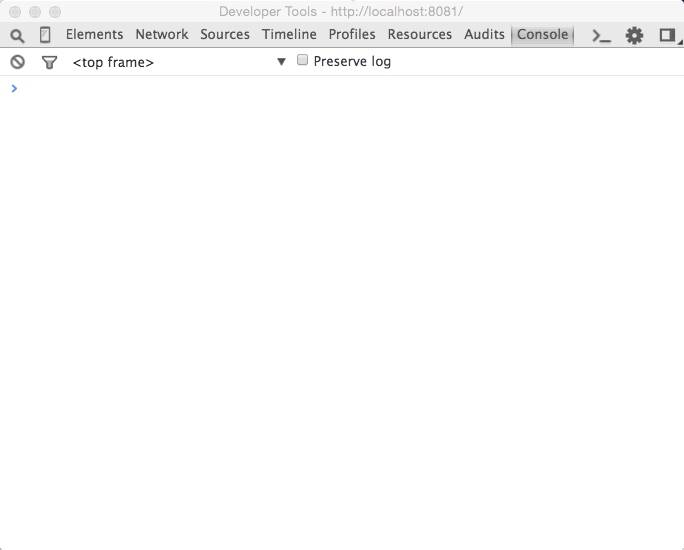 Developer Tools - http://localhost:8081/
Elements Network Sources Timeline Profiles Resources Audits Console
<top frame> ▼ Preserve log